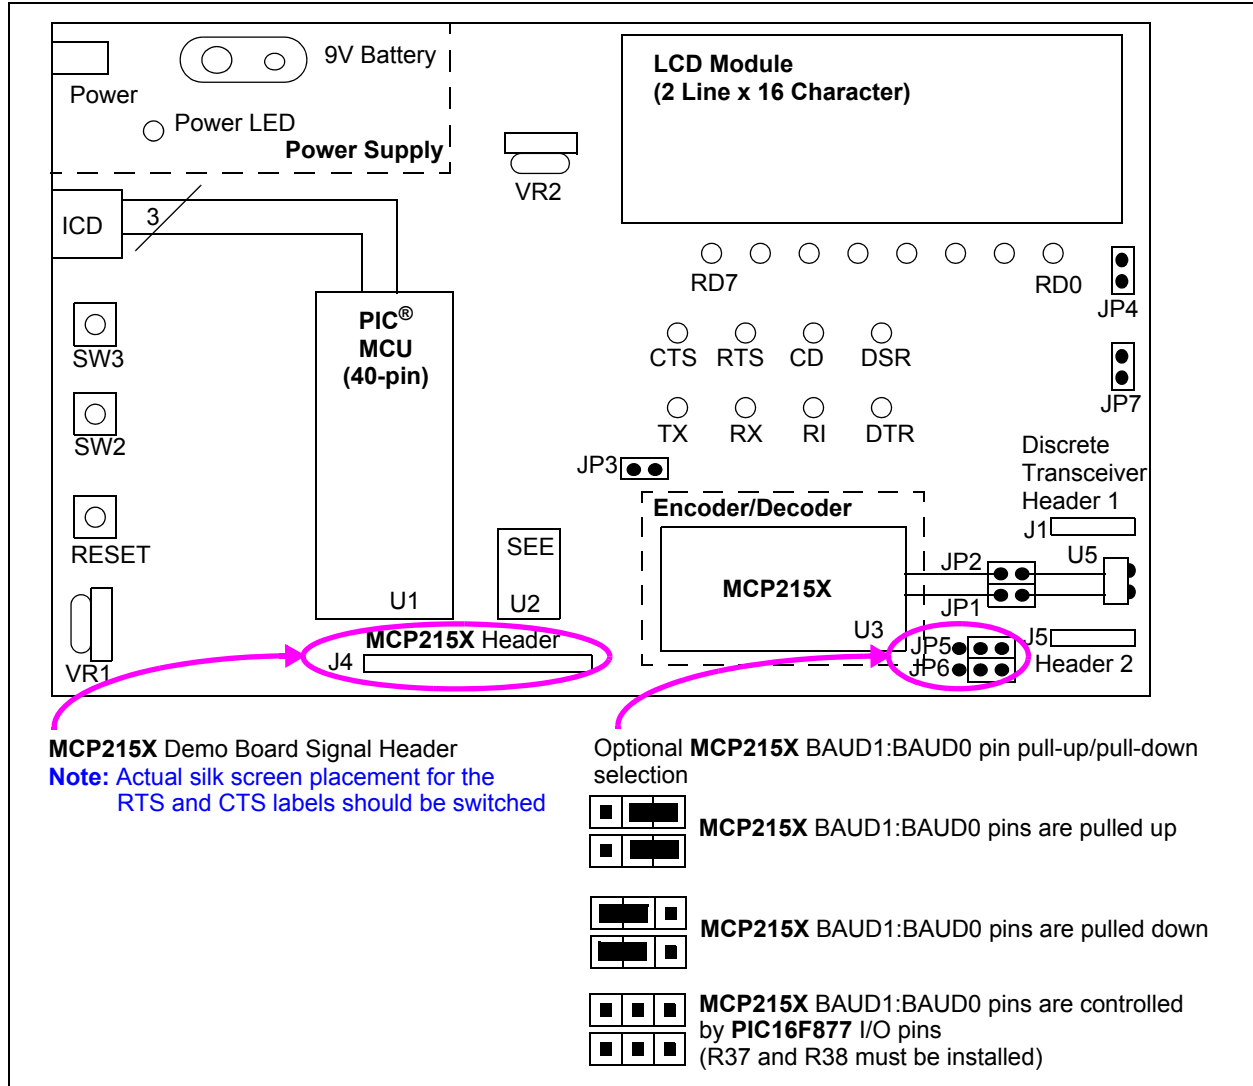 9V Battery
Power
Power LED
Power Supply
LCD Module
(2 Line x 16 Character)
VR2
ICD
3
RD7
RD0
JP4
PIC®
MCU
(40-pin)
SW3
CTS RTS CD DSR
JP7
SW2
TX RX RI DTR
JP3
Discrete
Transceiver
Header 1
Encoder/Decoder
J1
RESET
SEE
JP2
U5
MCP215X
U1
U2
JP1
U3
MCP215X Header
J4
VR1
JP5
J5
JP6
Header 2
MCP215X Demo Board Signal Header
Note: Actual silk screen placement for the
RTS and CTS labels should be switched
Optional MCP215X BAUD1:BAUD0 pin pull-up/pull-down
selection
MCP215X BAUD1:BAUD0 pins are pulled up
MCP215X BAUD1:BAUD0 pins are pulled down
MCP215X BAUD1:BAUD0 pins are controlled
by PIC16F877 I/O pins
(R37 and R38 must be installed)